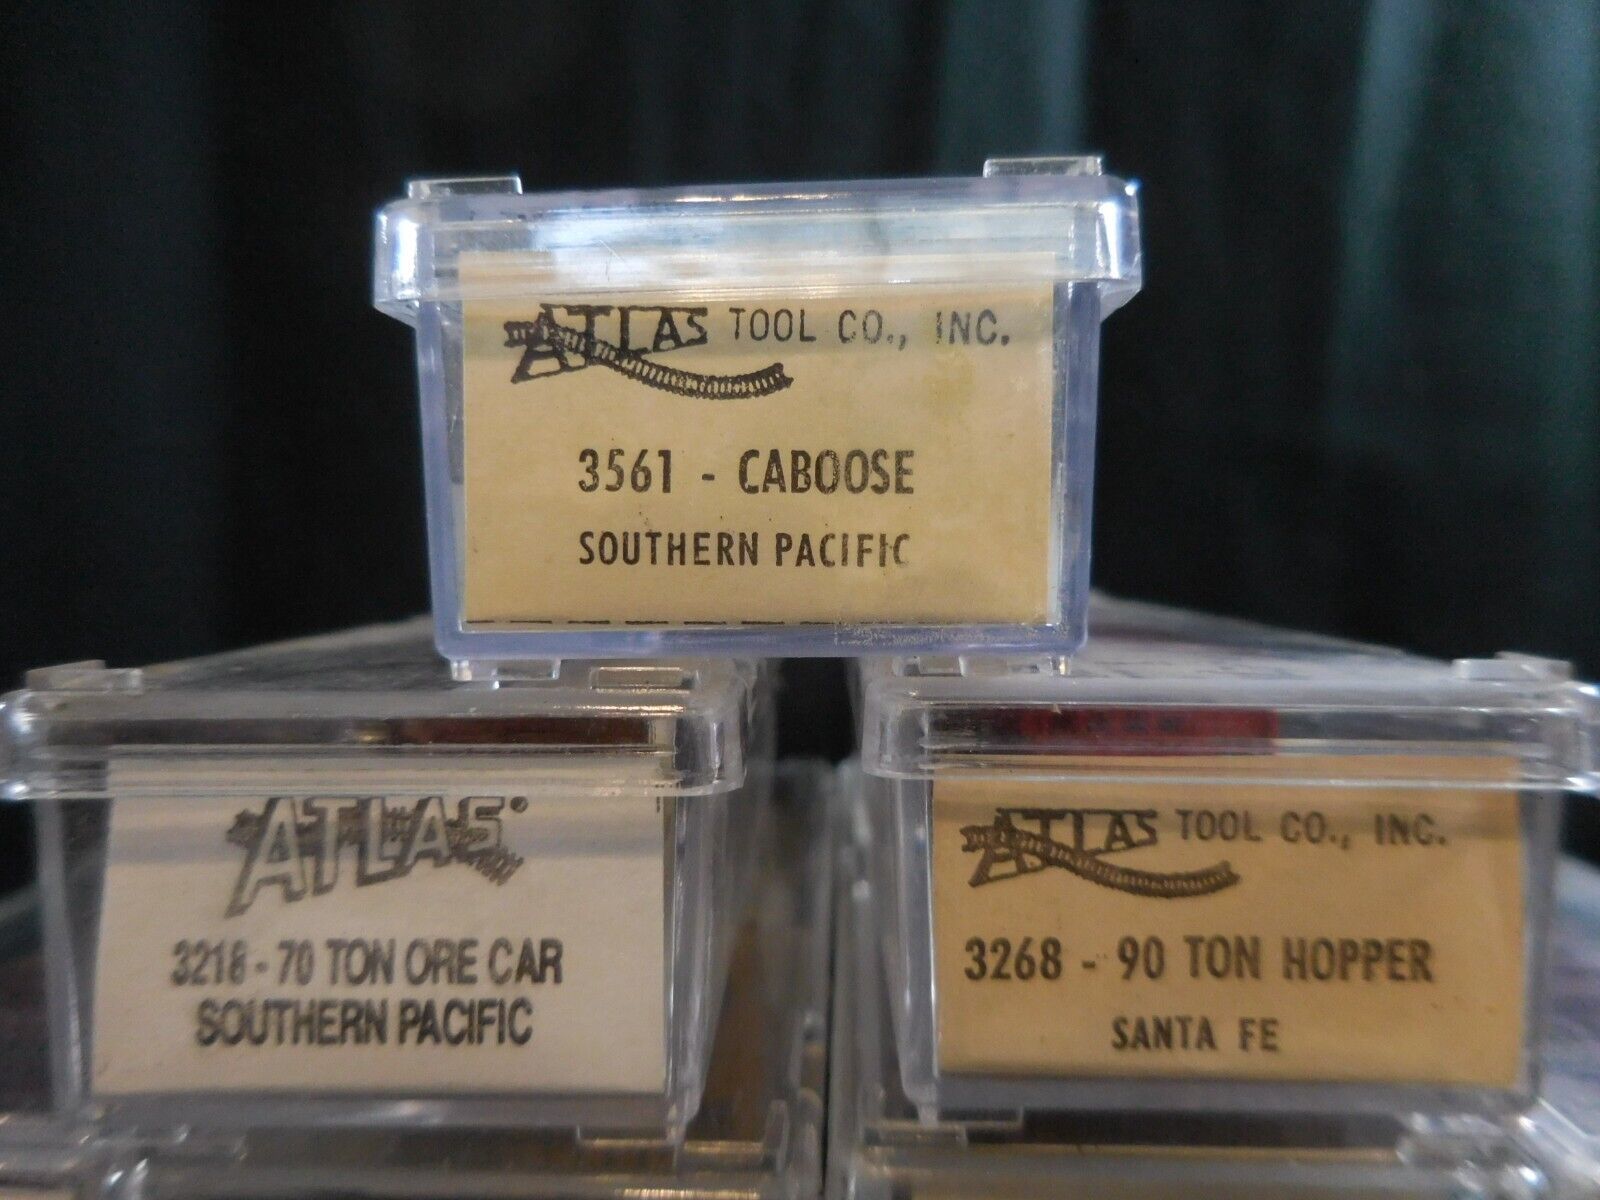 ATLAS TOOL CO., INC.
3561 - CABOOSE
SOUTHERN PACIFIC
ATLAS®
3218 - 70 TON ORE CAR
SOUTHERN PACIFIC
ATLAS TOOL CO., INC.
3268 - 90 TON HOPPER
SANTA FE